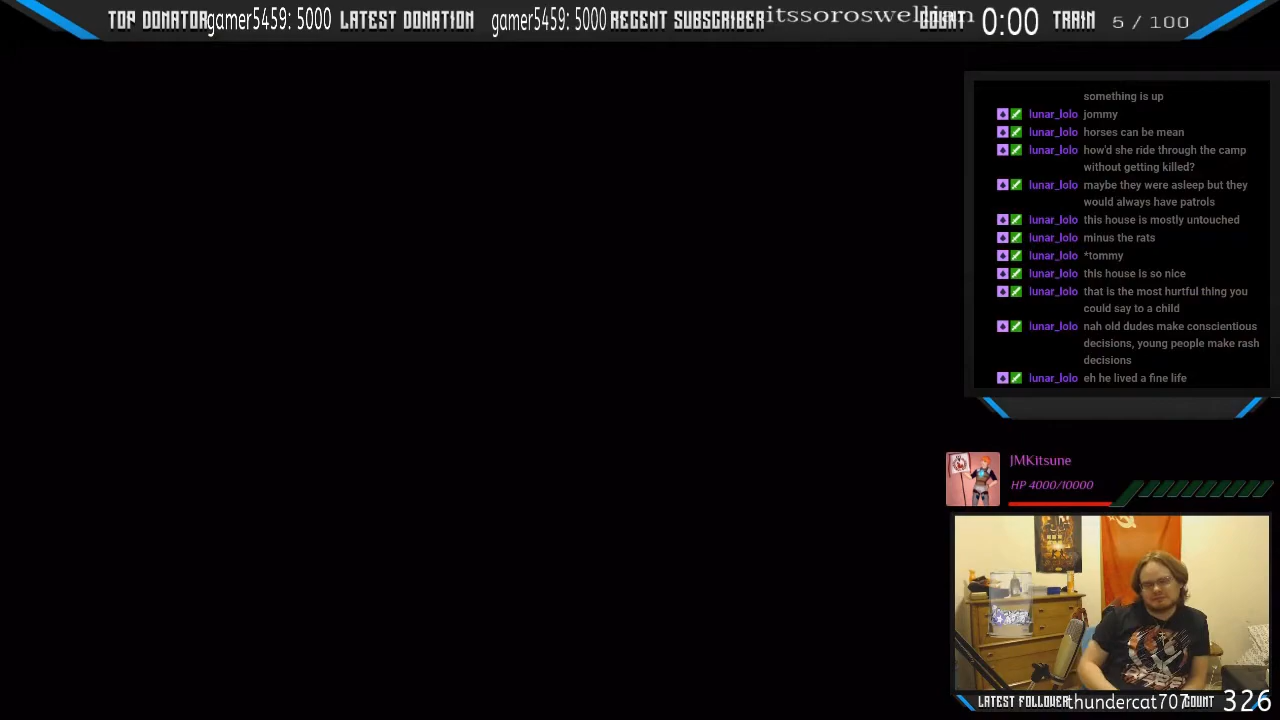 TOP DONATOR gamer5459: 5000 LATEST DONATION gamer5459: 5000 RECENT SUBSCRIBER itssoroswellian COUNT 0:00 TRAIN 5 / 100
something is up
lunar_lolo jommy
lunar_lolo horses can be mean
lunar_lolo how'd she ride through the camp
without getting killed?
lunar_lolo maybe they were asleep but they
would always have patrols
lunar_lolo this house is mostly untouched
lunar_lolo minus the rats
lunar_lolo *tommy
lunar_lolo this house is so nice
lunar_lolo that is the most hurtful thing you
could say to a child
lunar_lolo nah old dudes make conscientious
decisions, young people make rash
decisions
lunar_lolo eh he lived a fine life
JMKitsune
HP 4000/10000
LATEST FOLLOWER thundercat707 COUNT 326